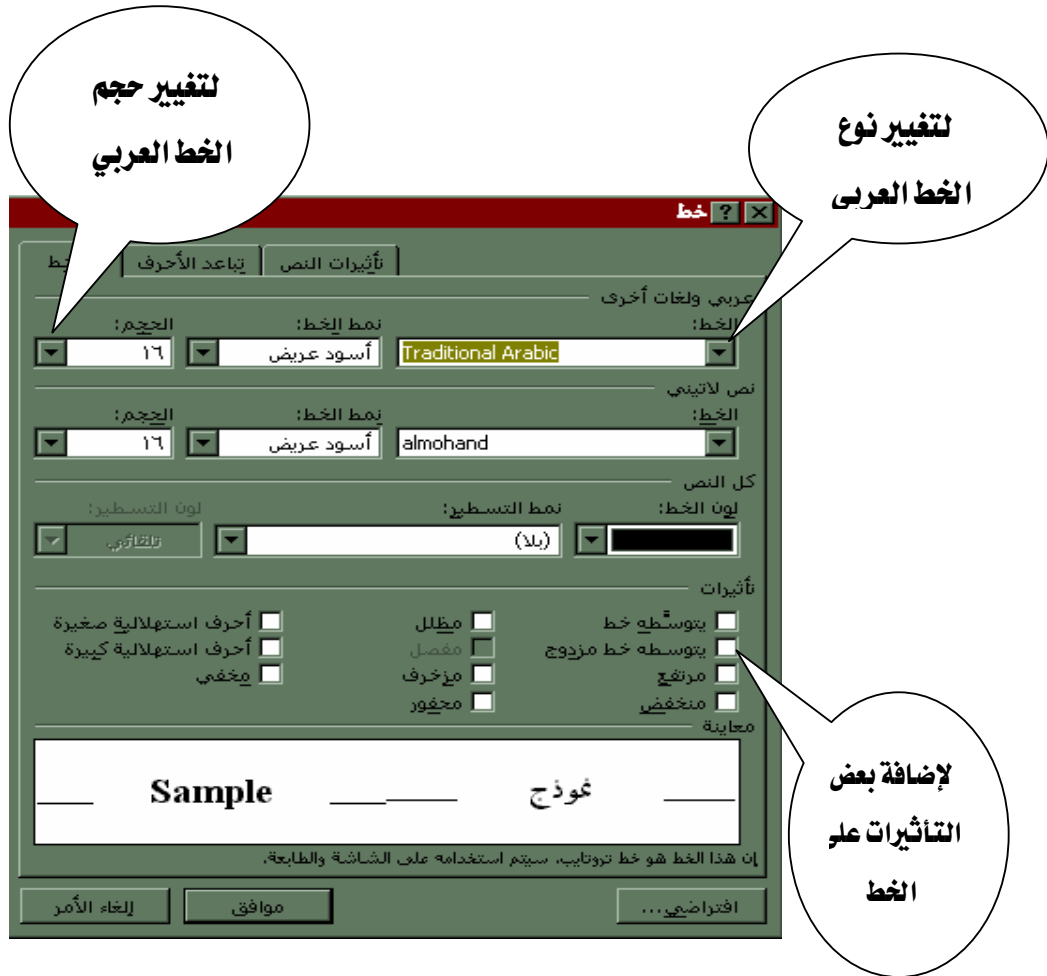 لتغيير حجم
الخط العربي
لتغيير نوع
الخط العربي
خط
تأثيرات النص
تباعد الأحرف
عربي ولغات أخرى
الخط:
نمط الخط:
الحجم:
Traditional Arabic
أسود عريض
١٦
نص لاتيني
الخط:
نمط الخط:
الحجم:
almohand
أسود عريض
١٦
كل النص
لون الخط:
نمط التسطير:
لون التسطير:
(بلا)
تلقائي
تأثيرات
يتوسطه خط
مظلل
أحرف استهلالية صغيرة
يتوسطه خط مزدوج
مفصل
أحرف استهلالية كبيرة
مرتفع
مزخرف
مخفي
منخفض
محفور
معاينة
نموذج
Sample
إن هذا الخط هو خط تروتايب، سيتم استخدامه على الشاشة والطابعة.
افتراضي...
موافق
إلغاء الأمر
لإضافة بعض
التأثيرات على
الخط